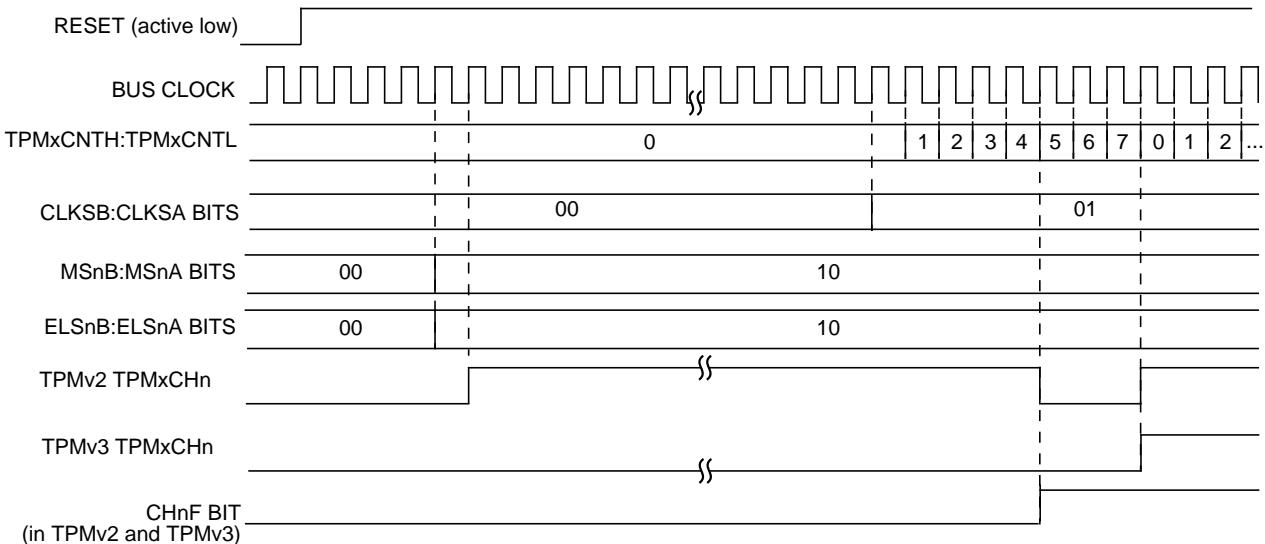 RESET (active low)
BUS CLOCK
TPMxCNTH:TPMxCNTL 0 1 2 3 4 5 6 7 0 1 2 ...
CLKSB:CLKSA BITS 00 01
MSnB:MSnA BITS 00 10
ELSnB:ELSnA BITS 00 10
TPMv2 TPMxCHn
TPMv3 TPMxCHn
CHnF BIT
(in TPMv2 and TPMv3)